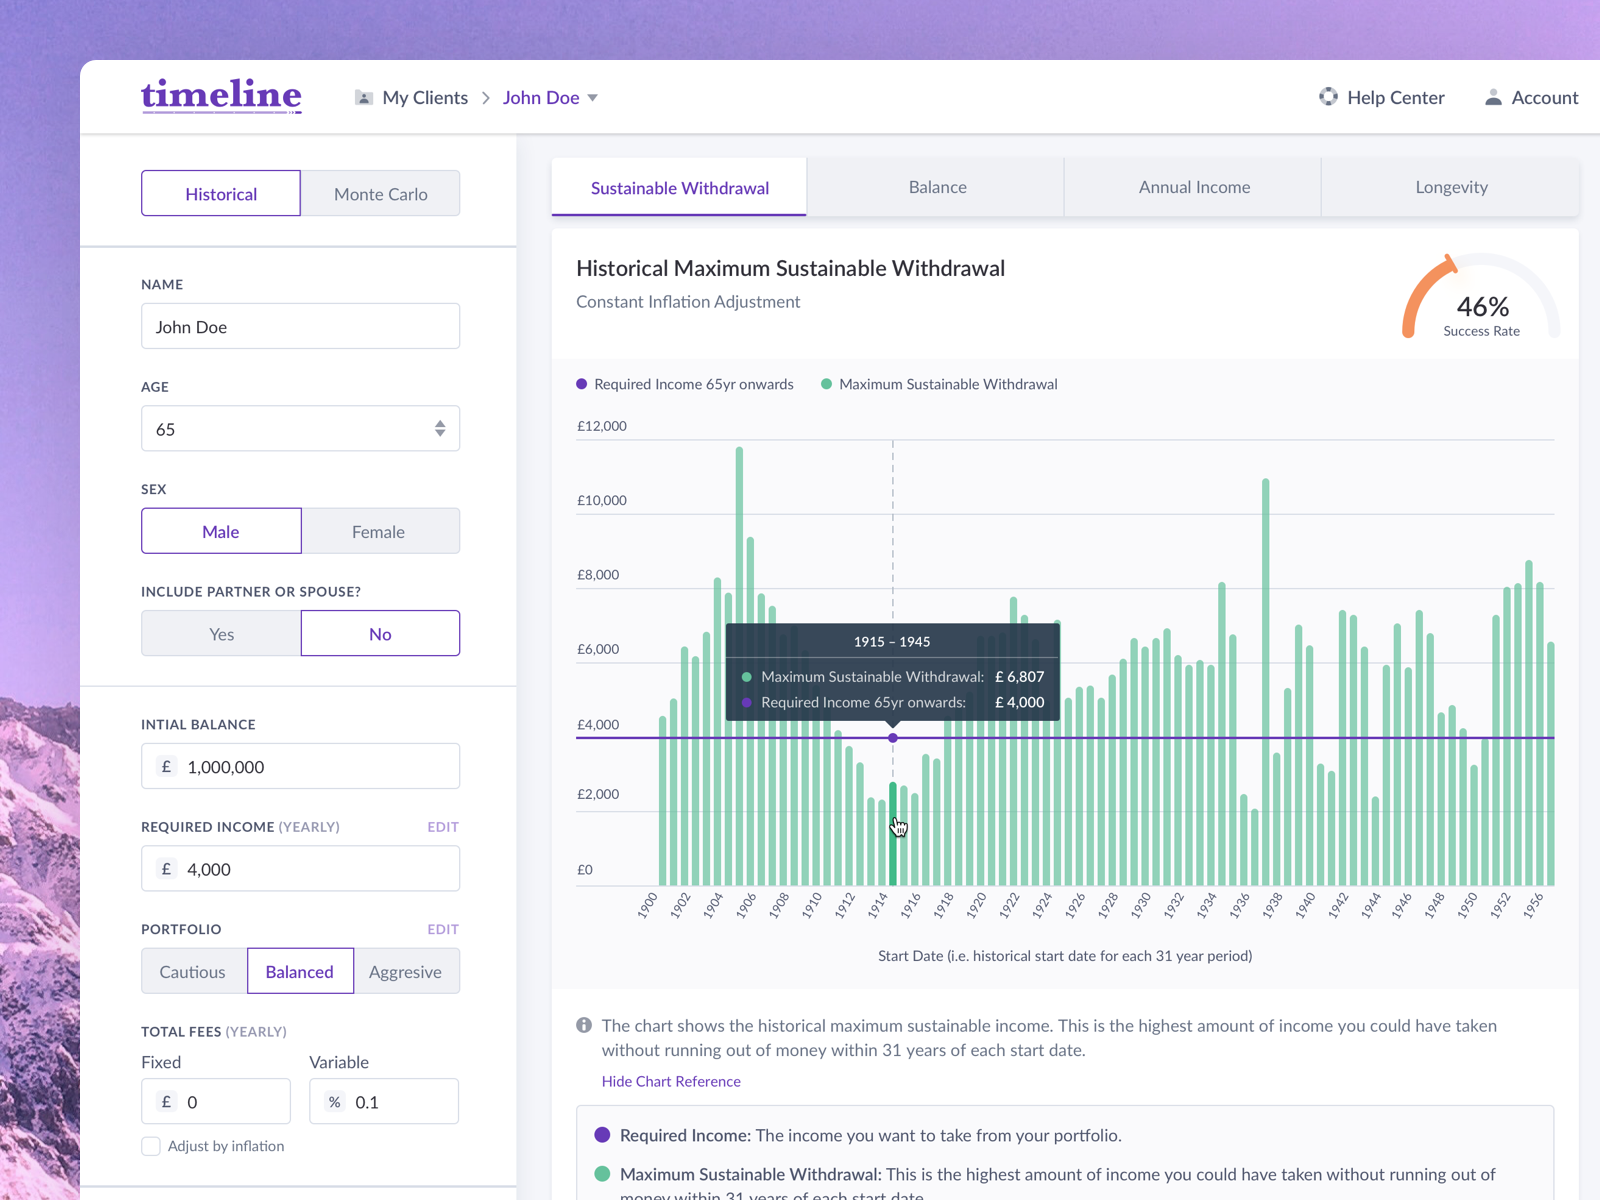 timeline
My Clients
John Doe
Help Center
Account
Historical
Monte Carlo
NAME
John Doe
AGE
65
SEX
Male
Female
INCLUDE PARTNER OR SPOUSE?
Yes
No
INTIAL BALANCE
£ 1,000,000
REQUIRED INCOME (YEARLY) EDIT
£ 4,000
PORTFOLIO EDIT
Cautious
Balanced
Aggresive
TOTAL FEES (YEARLY)
Fixed
Variable
£ 0
% 0.1
Adjust by inflation
Sustainable Withdrawal
Balance
Annual Income
Longevity
Historical Maximum Sustainable Withdrawal
Constant Inflation Adjustment
46%
Success Rate
Required Income 65yr onwards
Maximum Sustainable Withdrawal
£12,000
£10,000
£8,000
£6,000
£4,000
£2,000
£0
1915 – 1945
Maximum Sustainable Withdrawal: £ 6,807
Required Income 65yr onwards: £ 4,000
1900 1902 1904 1906 1908 1910 1912 1914 1916 1918 1920 1922 1924 1926 1928 1930 1932 1934 1936 1938 1940 1942 1944 1946 1948 1950 1952 1956
Start Date (i.e. historical start date for each 31 year period)
The chart shows the historical maximum sustainable income. This is the highest amount of income you could have taken
without running out of money within 31 years of each start date.
Hide Chart Reference
Required Income: The income you want to take from your portfolio.
Maximum Sustainable Withdrawal: This is the highest amount of income you could have taken without running out of
money within 31 years of each start date.